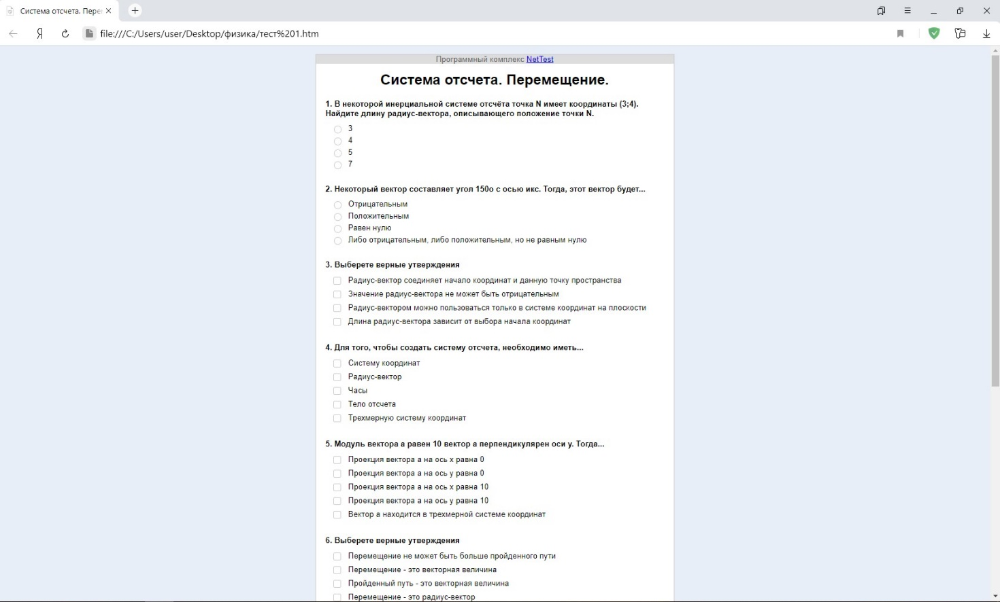 Система отсчета. Пере
file:///C:/Users/user/Desktop/физика/тест%201.htm
Программный комплекс NetTest
Система отсчета. Перемещение.
1. В некоторой инерциальной системе отсчёта точка N имеет координаты (3;4).
Найдите длину радиус-вектора, описывающего положение точки N.
3
4
5
7
2. Некоторый вектор составляет угол 150о с осью икс. Тогда, этот вектор будет...
Отрицательным
Положительным
Равен нулю
Либо отрицательным, либо положительным, но не равным нулю
3. Выберете верные утверждения
Радиус-вектор соединяет начало координат и данную точку пространства
Значение радиус-вектора не может быть отрицательным
Радиус-вектором можно пользоваться только в системе координат на плоскости
Длина радиус-вектора зависит от выбора начала координат
4. Для того, чтобы создать систему отсчета, необходимо иметь...
Систему координат
Радиус-вектор
Часы
Тело отсчета
Трехмерную систему координат
5. Модуль вектора а равен 10 вектор а перпендикулярен оси у. Тогда...
Проекция вектора а на ось х равна 0
Проекция вектора а на ось у равна 0
Проекция вектора а на ось х равна 10
Проекция вектора а на ось у равна 10
Вектор а находится в трехмерной системе координат
6. Выберете верные утверждения
Перемещение не может быть больше пройденного пути
Перемещение - это векторная величина
Пройденный путь - это векторная величина
Перемещение - это радиус-вектор